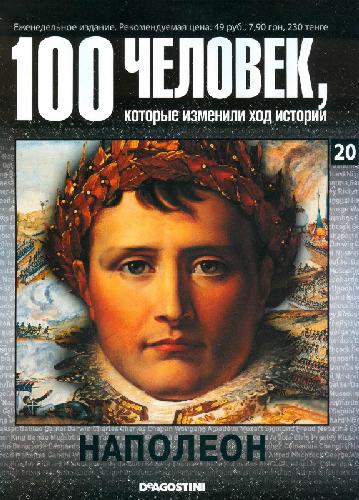 Еженедельное издание. Рекомендуемая цена: 49 руб., 7,90 грн, 230 тенге
100 ЧЕЛОВЕК,
которые изменили ход истории
20
НАПОЛЕОН
DeAGOSTINI